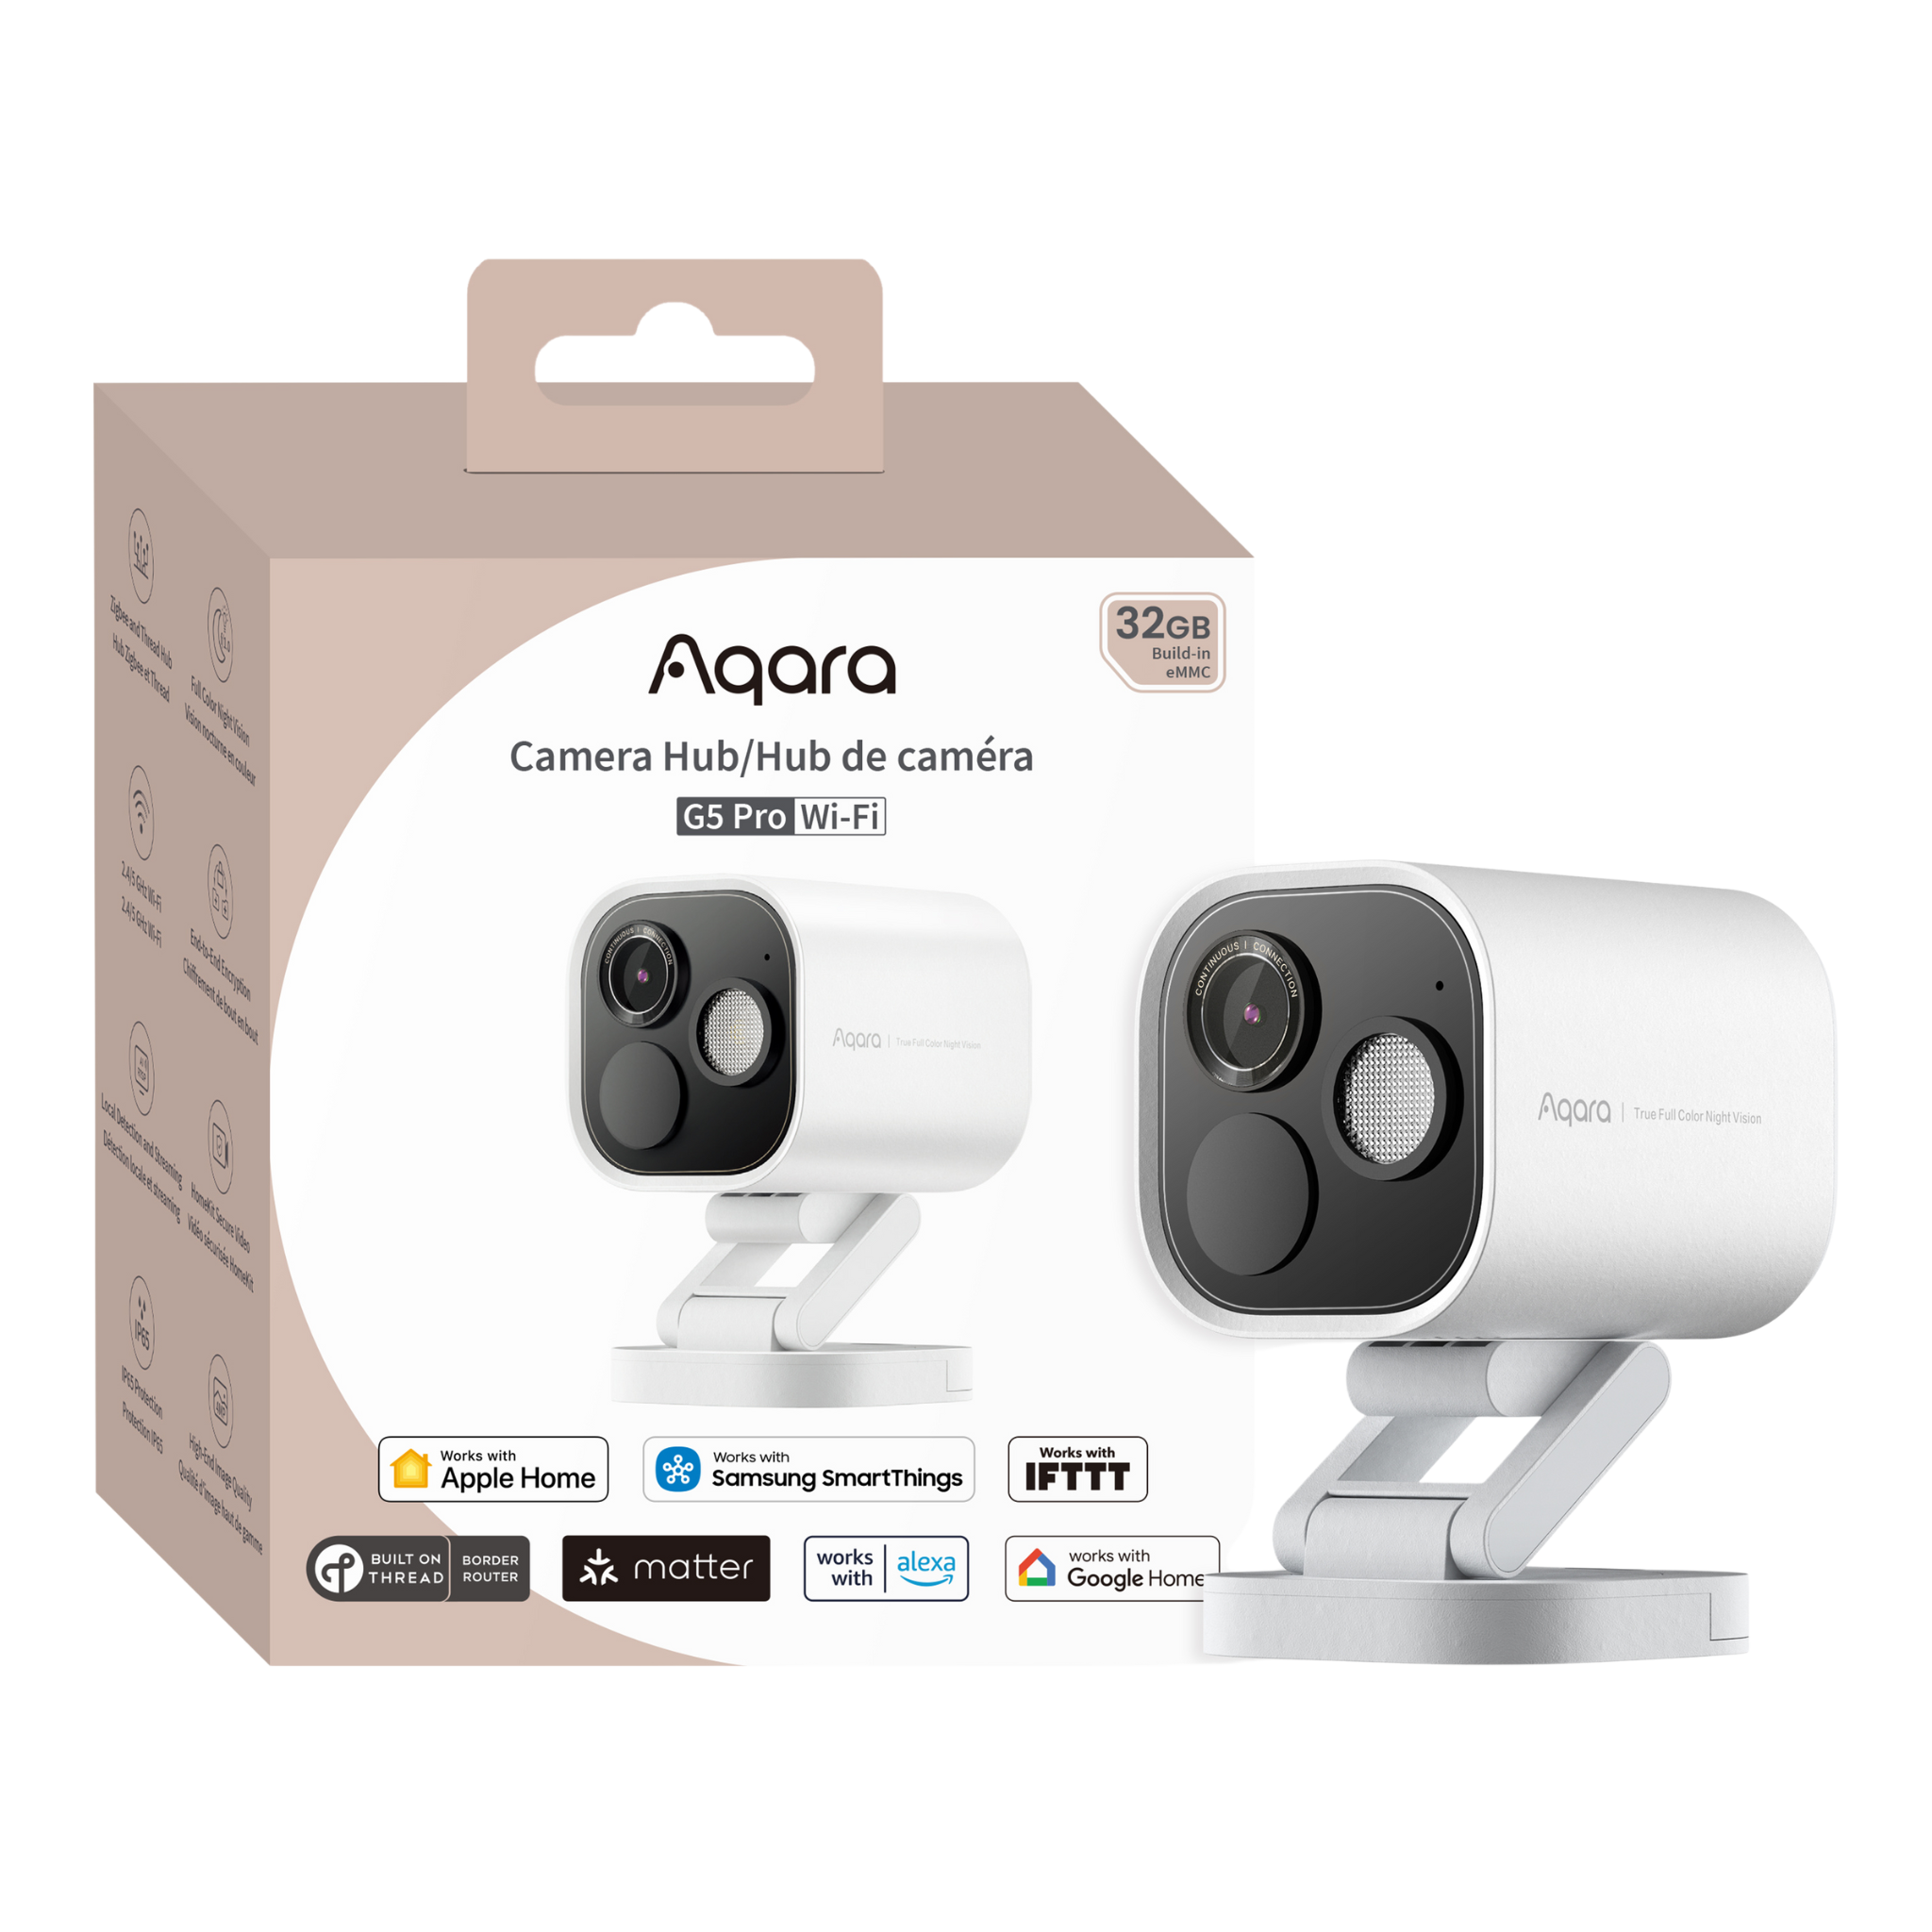 Aqara
32GB
Build-in
eMMC
Camera Hub/Hub de caméra
G5 Pro Wi-Fi
CONTINUOUS | CONNECTION
Aqara | True Full Color Night Vision
Works with
Apple Home
Works with
Samsung SmartThings
Works with
IFTTT
BUILT ON
THREAD
BORDER
ROUTER
matter
works
with
alexa
works with
Google Home
Zigbee and Thread Hub
Hub Zigbee et Thread
Full Color Night Vision
Vision nocturne en couleur
2.4/5 GHz Wi-Fi
2.4/5 GHz Wi-Fi
End-to-End Encryption
Chiffrement de bout en bout
Local Detection and Streaming
Détection locale et streaming
HomeKit Secure Video
Vidéo sécurisée HomeKit
IP65
IP65 Protection
Protection IP65
High-End Image Quality
Qualité d'image haut de gamme
CONTINUOUS | CONNECTION
Aqara | True Full Color Night Vision